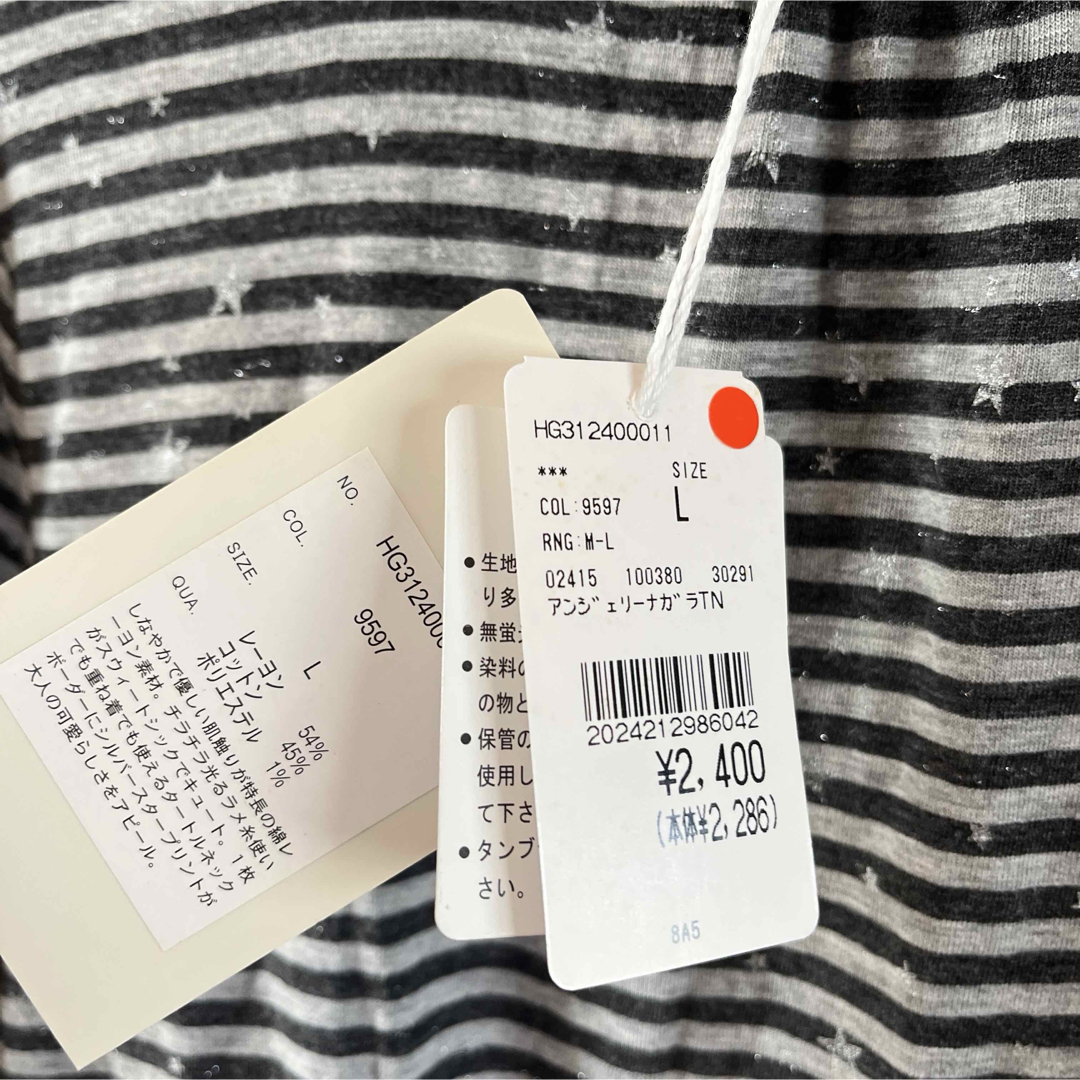 HG312400011
*** SIZE
COL:9597 L
RNG:M-L
02415 100380 30291
アンジェリーナガラTN
2024212986042
¥2,400
(本体¥2,286)
8A5
●生地
り多
●無蛍
●染料の
の物と
●保管の
使用し
て下さ
●タンブ
さい。
NO. HG312400
COL. 9597
SIZE. L
QUA. レーヨン 54%
コットン 45%
ポリエステル 1%
しなやかで優しい肌触りが特長の綿レ
ーヨン素材。チラチラ光るラメ糸使い
がスウィートシックでキュート。1枚
でも重ね着でも使えるタートルネック
ボーダーにシルバースタープリントが
大人の可愛らしさをアピール。